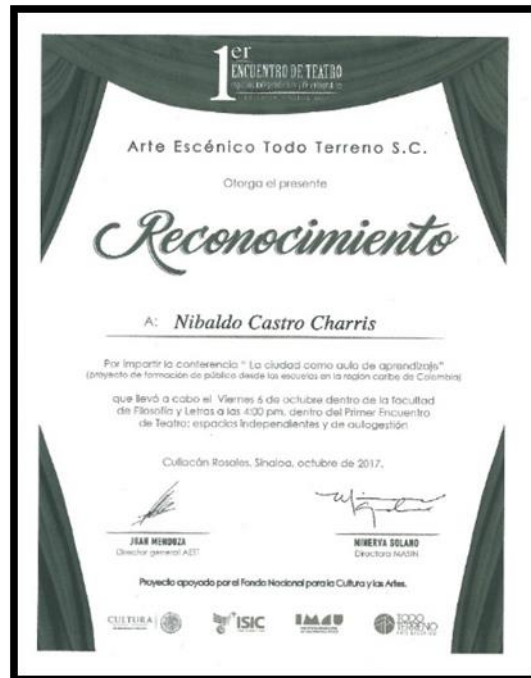 1er
ENCUENTRO DE TEATRO
Arte Escénico Todo Terreno S.C.
Otorga el presente
Reconocimiento
A: Nibaldo Castro Charris
Por impartir la conferencia " La ciudad como aula de aprendizaje"
(proyecto de formación de público desde las escuelas en la región caribe de Colombia)
que llevó a cabo el Viernes 6 de octubre dentro de la facultad
de Filosofía y Letras a las 4:00 pm, dentro del Primer Encuentro
de Teatro: espacios independientes y de autogestión
Culiacán Rosales, Sinaloa, octubre de 2017.
JUAN MENDOZA
Director general AETT
MINERVA SOLANO
Directora MASIN
Proyecto apoyado por el Fondo Nacional para la Cultura y las Artes.
CULTURA
ISIC
IMAU
TODO
TERRENO